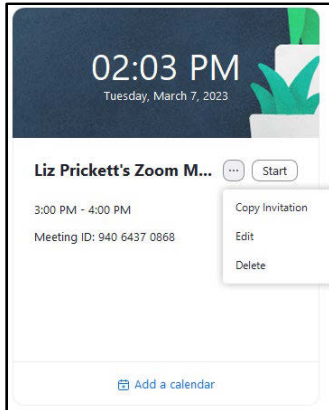 02:03 PM
Tuesday, March 7, 2023
Liz Prickett's Zoom M... ... Start
3:00 PM - 4:00 PM
Meeting ID: 940 6437 0868
Copy Invitation
Edit
Delete
Add a calendar